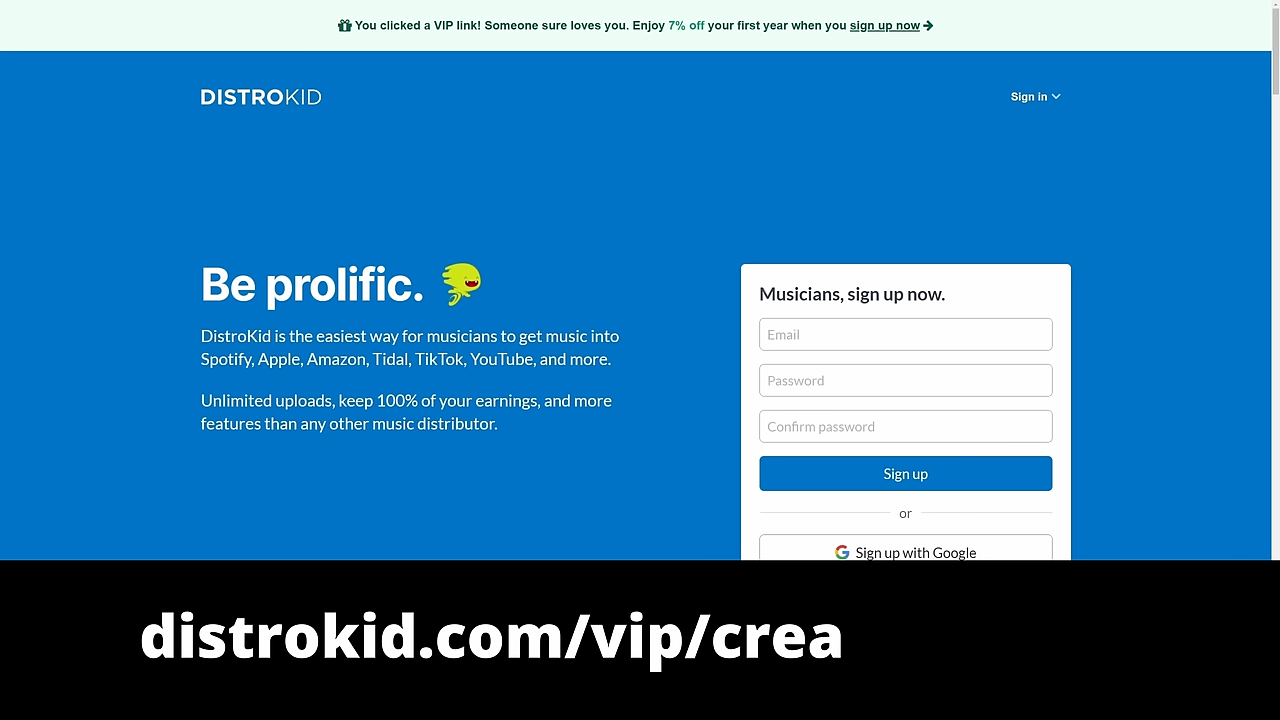 You clicked a VIP link! Someone sure loves you. Enjoy 7% off your first year when you sign up now
DISTROKID
Sign in
Be prolific.
DistroKid is the easiest way for musicians to get music into
Spotify, Apple, Amazon, Tidal, TikTok, YouTube, and more.
Unlimited uploads, keep 100% of your earnings, and more
features than any other music distributor.
Musicians, sign up now.
Email
Password
Confirm password
Sign up
or
Sign up with Google
distrokid.com/vip/crea